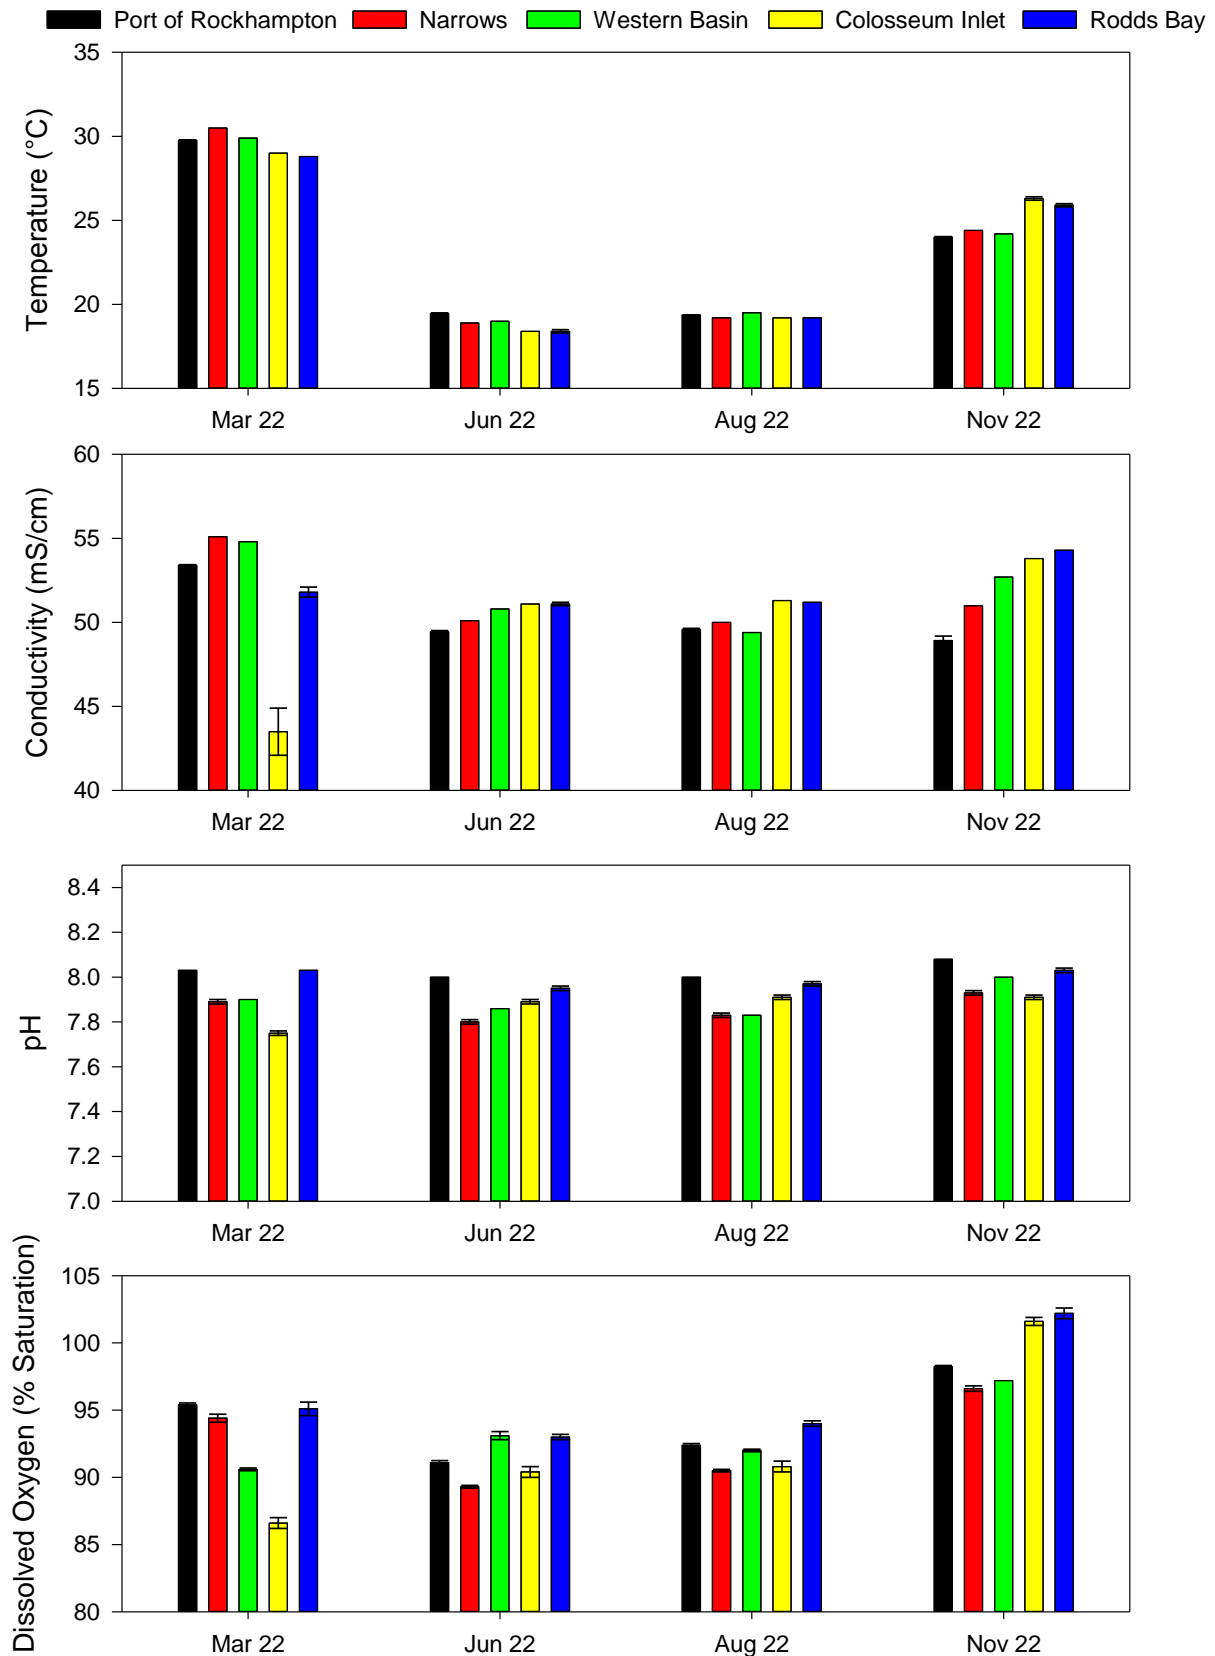 Port of Rockhampton Narrows Western Basin Colosseum Inlet Rodds Bay
Temperature (°C)
35
30
25
20
15
Mar 22 Jun 22 Aug 22 Nov 22
Conductivity (mS/cm)
60
55
50
45
40
Mar 22 Jun 22 Aug 22 Nov 22
pH
8.4
8.2
8.0
7.8
7.6
7.4
7.2
7.0
Mar 22 Jun 22 Aug 22 Nov 22
Dissolved Oxygen (% Saturation)
105
100
95
90
85
80
Mar 22 Jun 22 Aug 22 Nov 22